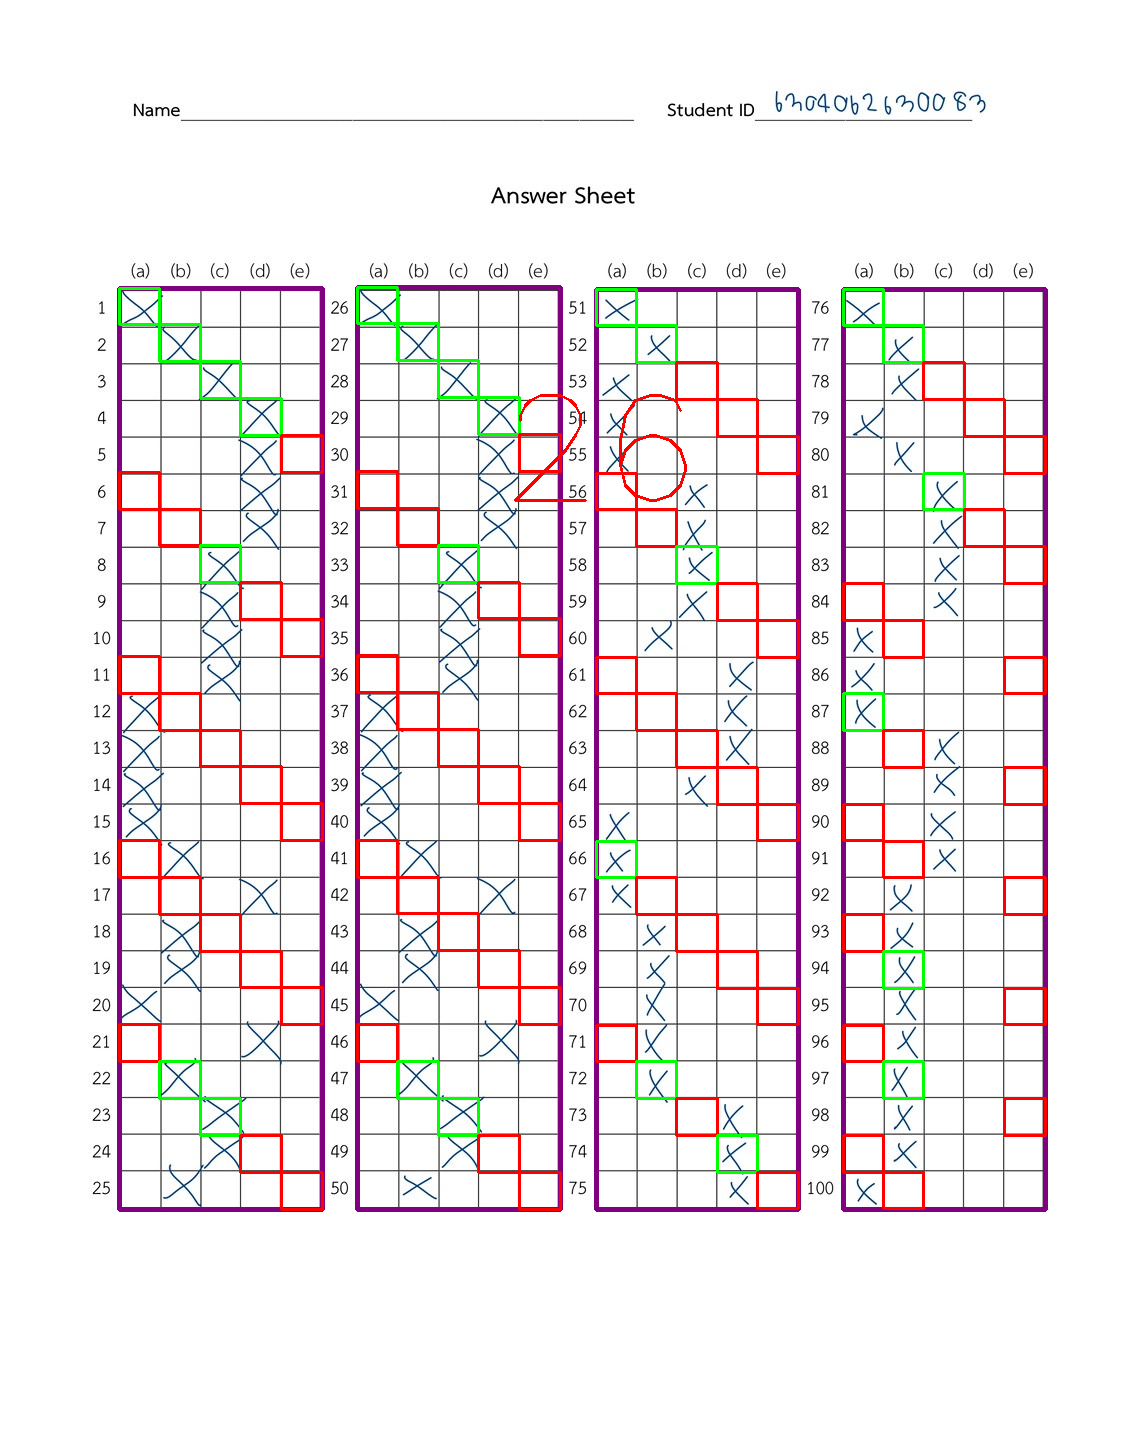 Name Student ID 6304062630083
Answer Sheet
(a) (b) (c) (d) (e) (a) (b) (c) (d) (e) (a) (b) (c) (d) (e) (a) (b) (c) (d) (e)
1 26 51 76
2 27 52 77
3 28 53 78
4 29 54 79
5 30 55 80
6 31 56 81
7 32 57 82
8 33 58 83
9 34 59 84
10 35 60 85
11 36 61 86
12 37 62 87
13 38 63 88
14 39 64 89
15 40 65 90
16 41 66 91
17 42 67 92
18 43 68 93
19 44 69 94
20 45 70 95
21 46 71 96
22 47 72 97
23 48 73 98
24 49 74 99
25 50 75 100
26